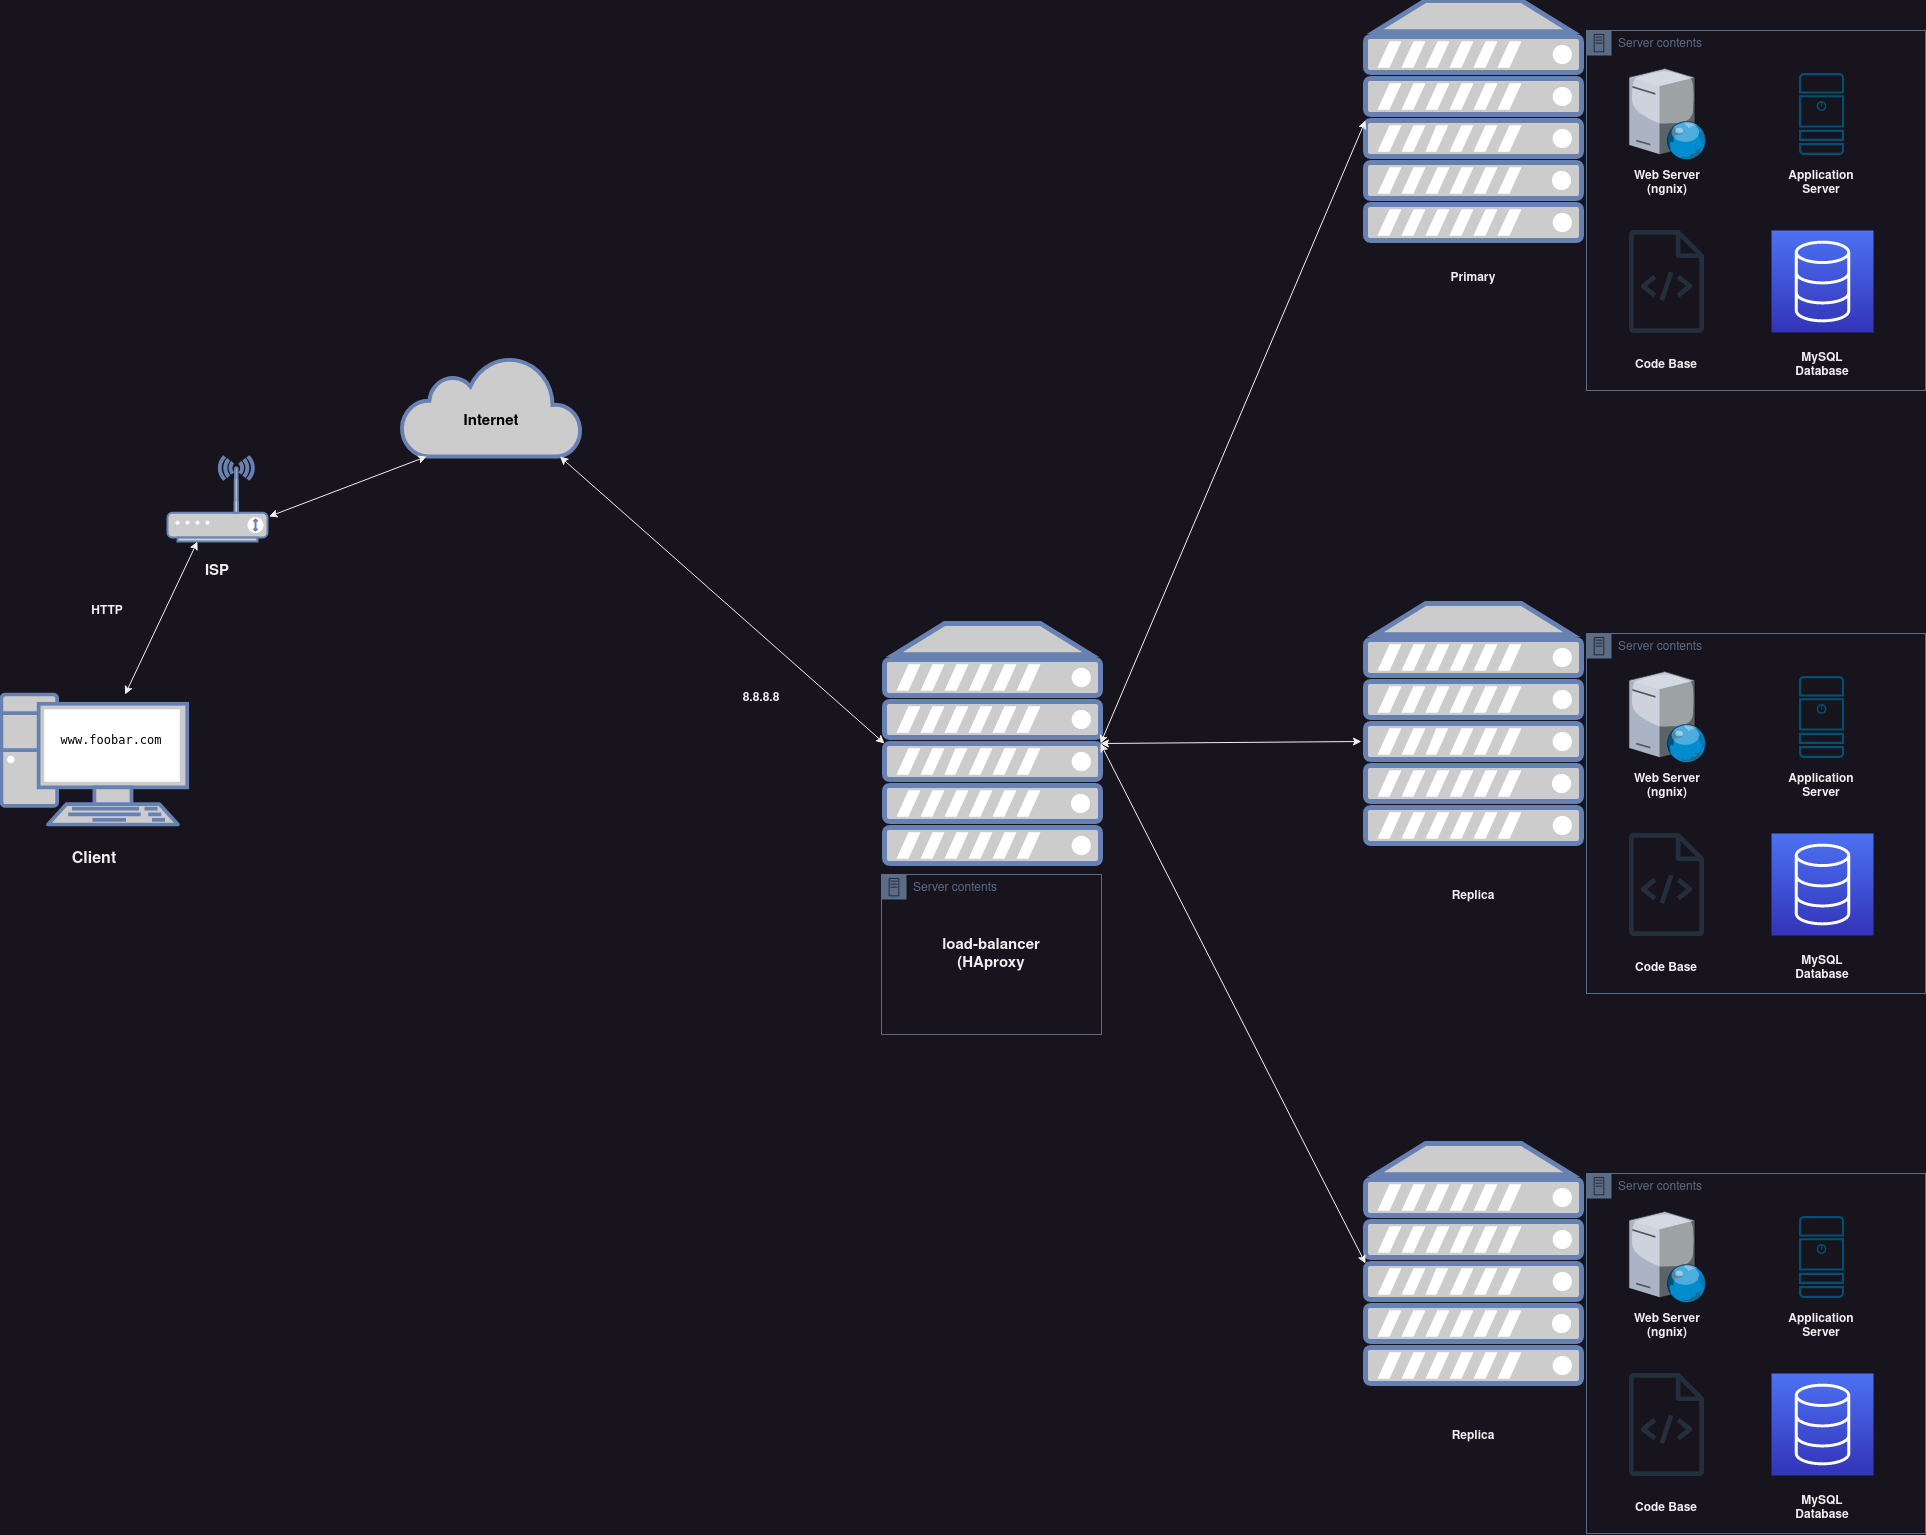 Server contents
Web Server
(ngnix)
Application
Server
Code Base
MySQL
Database
Primary
Internet
ISP
HTTP
www.foobar.com
Client
8.8.8.8
Server contents
load-balancer
(HAproxy
Server contents
Web Server
(ngnix)
Application
Server
Code Base
MySQL
Database
Replica
Server contents
Web Server
(ngnix)
Application
Server
Code Base
MySQL
Database
Replica